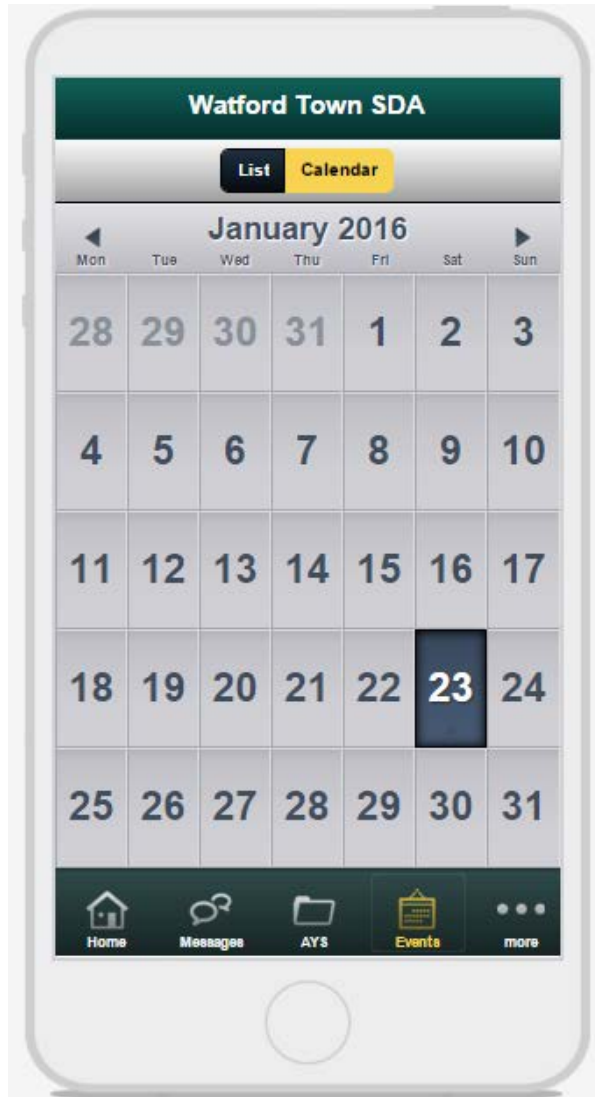 Watford Town SDA
List Calendar
January 2016
Mon Tue Wed Thu Fri Sat Sun
28 29 30 31 1 2 3
4 5 6 7 8 9 10
11 12 13 14 15 16 17
18 19 20 21 22 23 24
25 26 27 28 29 30 31
Home Messages AYS Events more